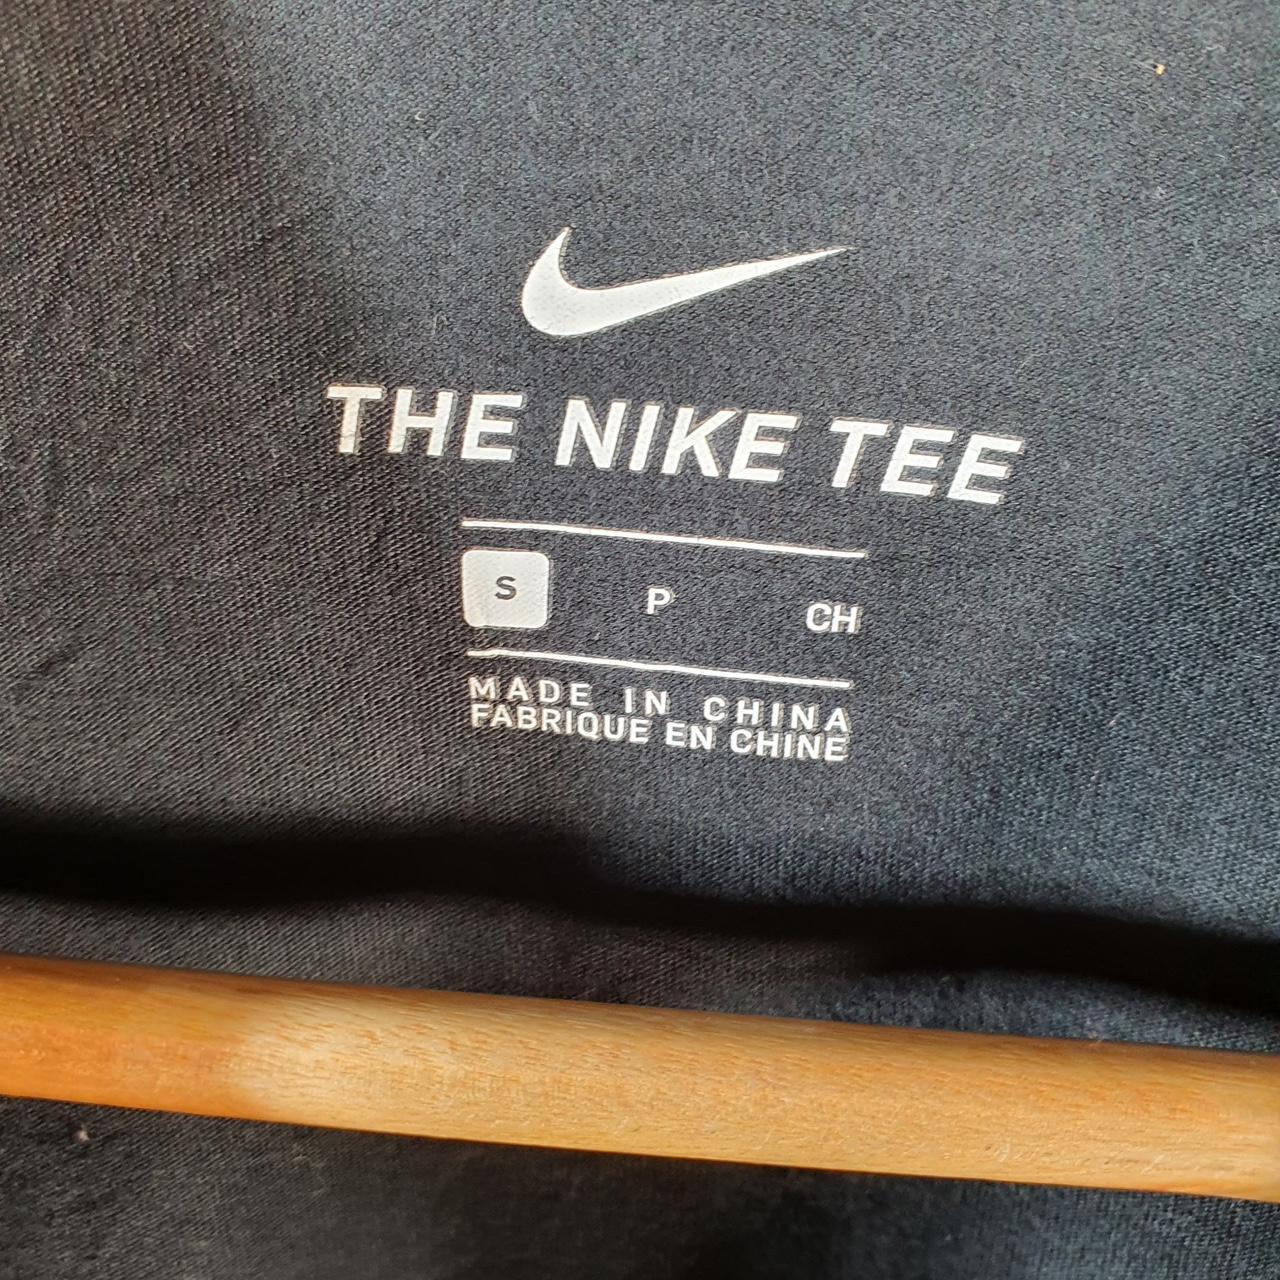 THE NIKE TEE
S P CH
MADE IN CHINA
FABRIQUE EN CHINE